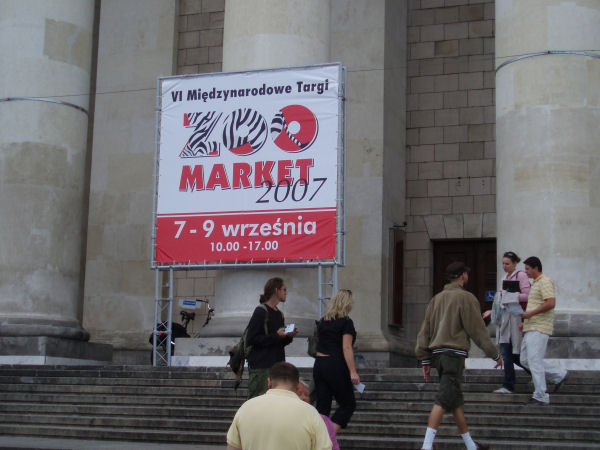 VI Międzynarodowe Targi
ZOO
MARKET
2007
7 - 9 września
10.00 -17.00